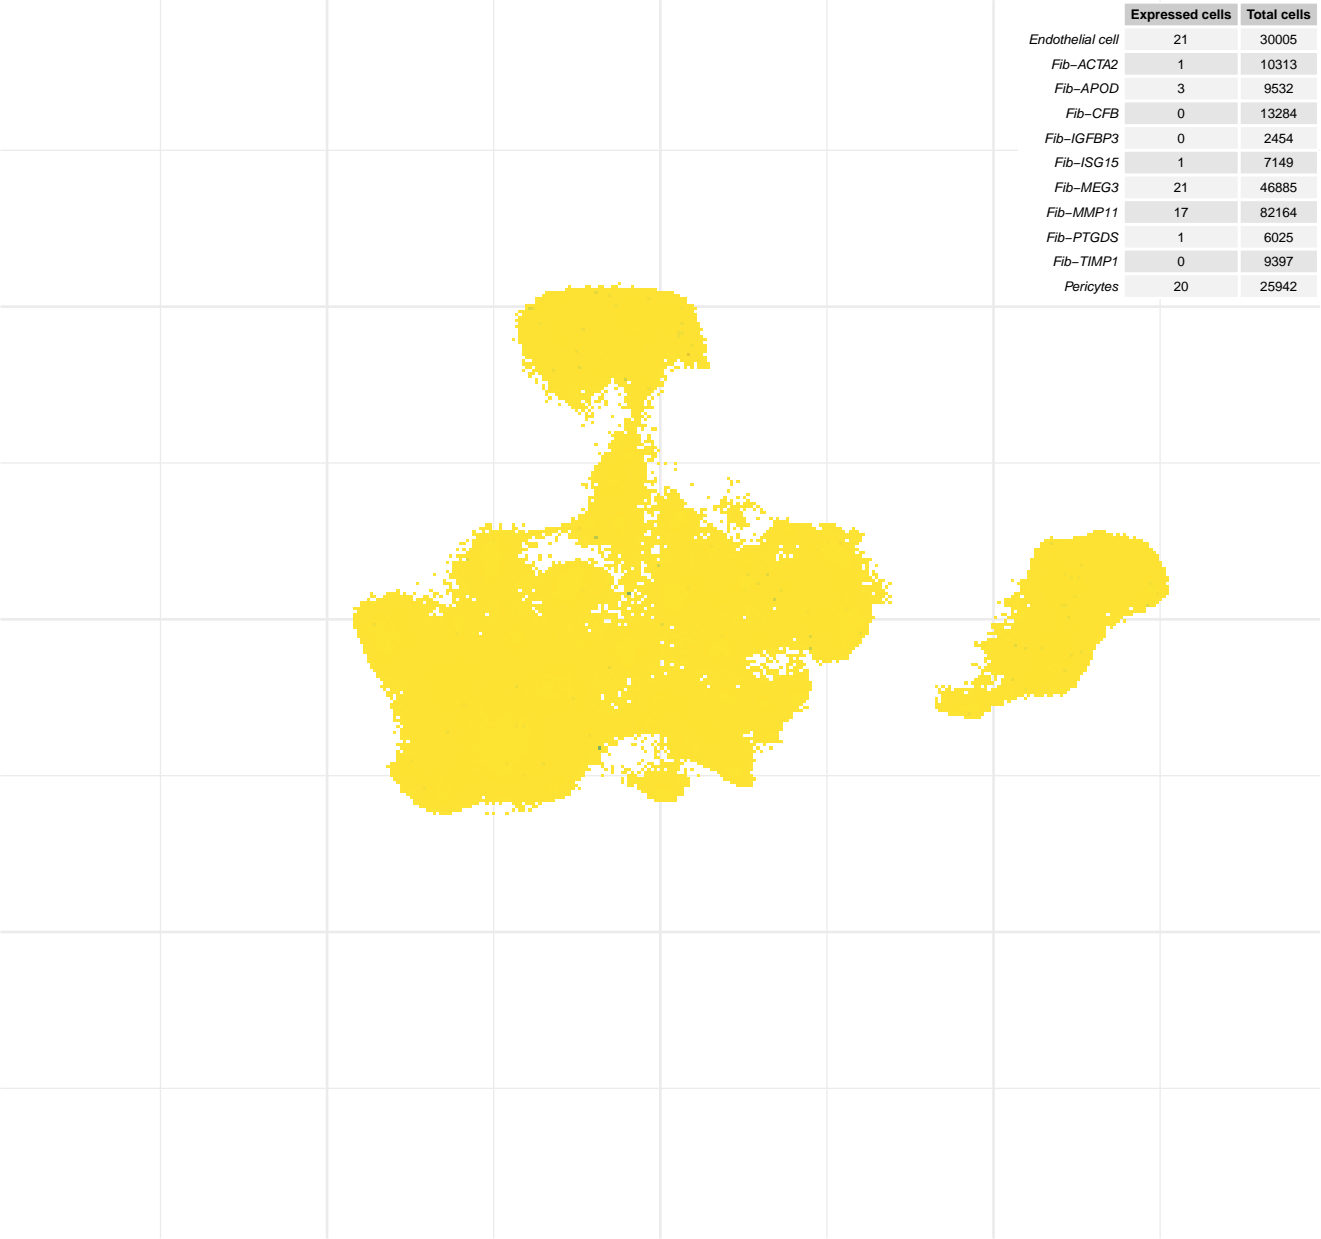 Expressed cells Total cells
Endothelial cell 21 30005
Fib−ACTA2 1 10313
Fib−APOD 3 9532
Fib−CFB 0 13284
Fib−IGFBP3 0 2454
Fib−ISG15 1 7149
Fib−MEG3 21 46885
Fib−MMP11 17 82164
Fib−PTGDS 1 6025
Fib−TIMP1 0 9397
Pericytes 20 25942